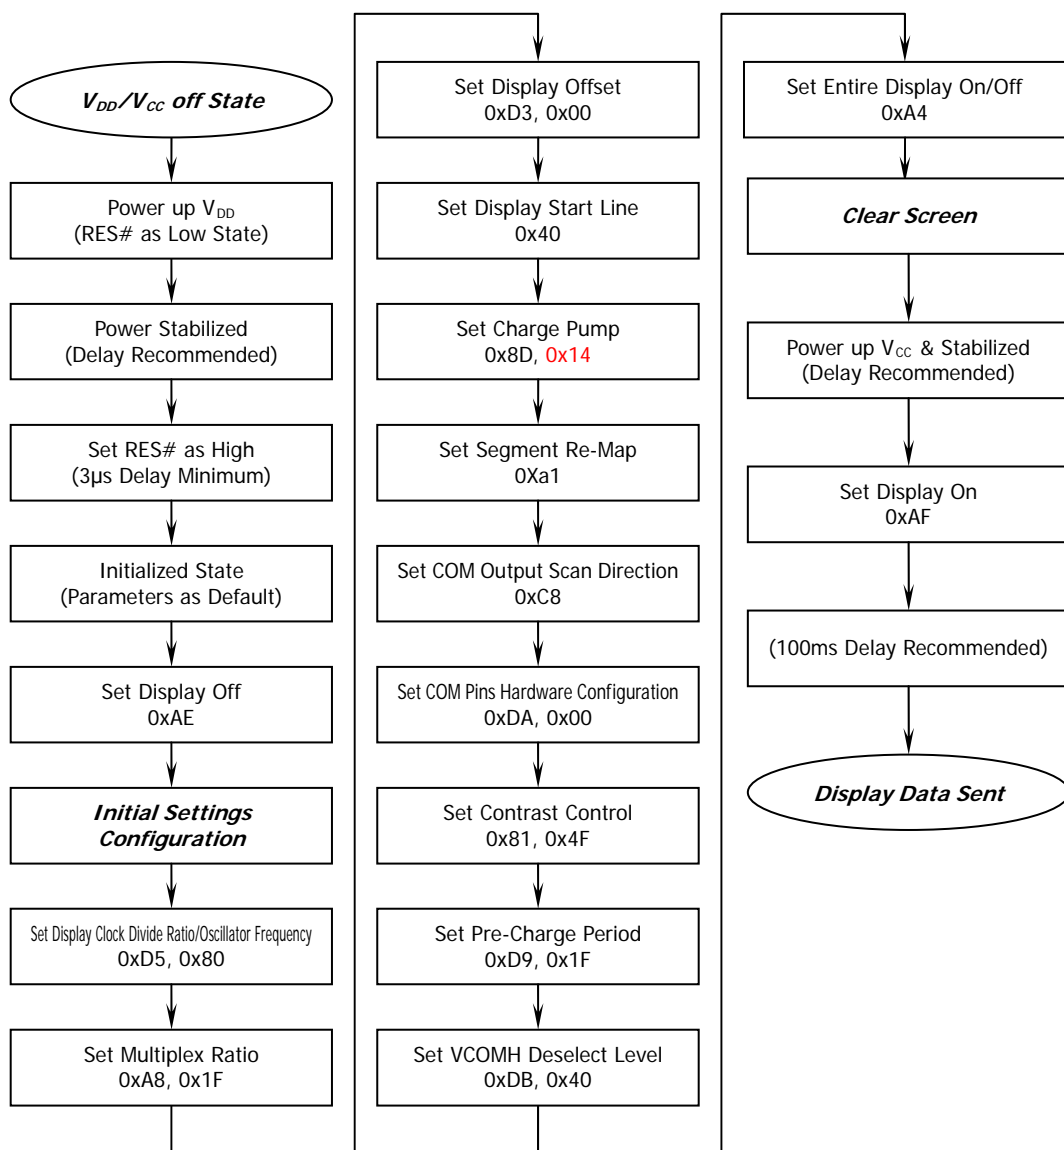 V_DD/V_CC off State
Power up V_DD
(RES# as Low State)
Power Stabilized
(Delay Recommended)
Set RES# as High
(3µs Delay Minimum)
Initialized State
(Parameters as Default)
Set Display Off
0xAE
Initial Settings
Configuration
Set Display Clock Divide Ratio/Oscillator Frequency
0xD5, 0x80
Set Multiplex Ratio
0xA8, 0x1F
Set Display Offset
0xD3, 0x00
Set Display Start Line
0x40
Set Charge Pump
0x8D, 0x14
Set Segment Re-Map
0Xa1
Set COM Output Scan Direction
0xC8
Set COM Pins Hardware Configuration
0xDA, 0x00
Set Contrast Control
0x81, 0x4F
Set Pre-Charge Period
0xD9, 0x1F
Set VCOMH Deselect Level
0xDB, 0x40
Set Entire Display On/Off
0xA4
Clear Screen
Power up V_CC & Stabilized
(Delay Recommended)
Set Display On
0xAF
(100ms Delay Recommended)
Display Data Sent